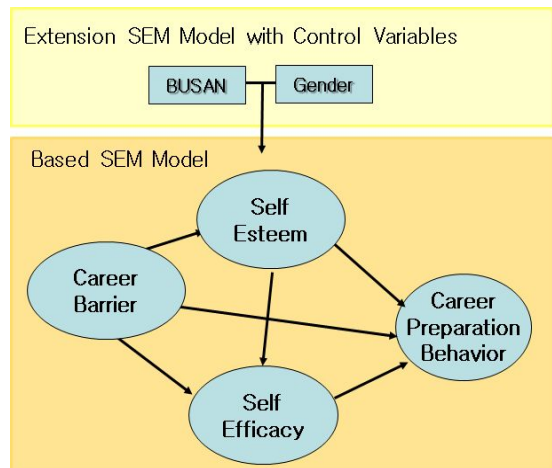 Extension SEM Model with Control Variables
BUSAN
Gender
Based SEM Model
Self
Esteem
Career
Barrier
Career
Preparation
Behavior
Self
Efficacy